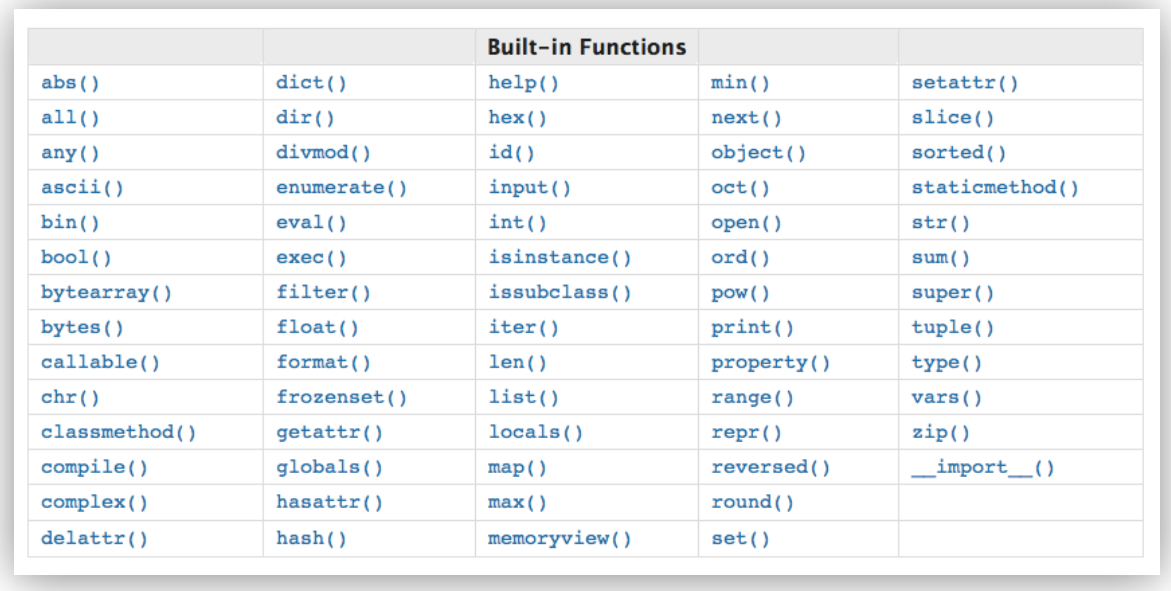 Built-in Functions
abs() dict() help() min() setattr()
all() dir() hex() next() slice()
any() divmod() id() object() sorted()
ascii() enumerate() input() oct() staticmethod()
bin() eval() int() open() str()
bool() exec() isinstance() ord() sum()
bytearray() filter() issubclass() pow() super()
bytes() float() iter() print() tuple()
callable() format() len() property() type()
chr() frozenset() list() range() vars()
classmethod() getattr() locals() repr() zip()
compile() globals() map() reversed() __import__()
complex() hasattr() max() round()
delattr() hash() memoryview() set()